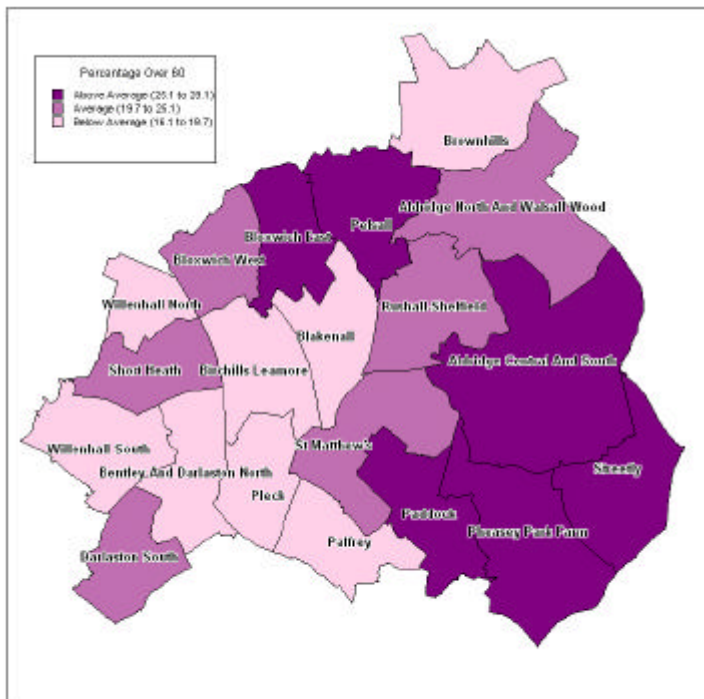 Percentage Over 60
Above Average (25.1 to 29.1)
Average (19.7 to 25.1)
Below Average (16.1 to 19.7)
Brownhills
Aldridge North And Walsall Wood
Pelsall
Bloxwich East
Bloxwich West
Willenhall North
Rushall-Shelfield
Blakenall
Aldridge Central And South
Short Heath
Birchills Leamore
St Matthew's
Willenhall South
Bentley And Darlaston North
Streetly
Pleck
Paddock
Pheasey Park Farm
Palfrey
Darlaston South